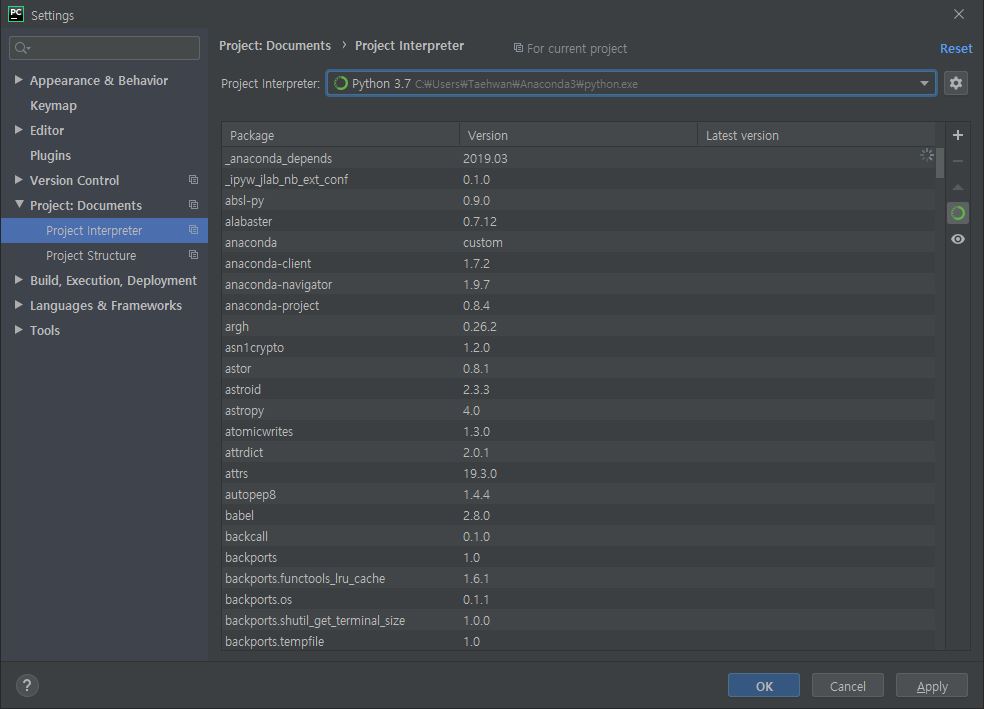 PC Settings
Project: Documents › Project Interpreter For current project Reset
Project Interpreter: Python 3.7 C:₩Users₩Taehwan₩Anaconda3₩python.exe
Appearance & Behavior
Keymap
Editor
Plugins
Version Control
Project: Documents
Project Interpreter
Project Structure
Build, Execution, Deployment
Languages & Frameworks
Tools
Package Version Latest version
_anaconda_depends 2019.03
_ipyw_jlab_nb_ext_conf 0.1.0
absl-py 0.9.0
alabaster 0.7.12
anaconda custom
anaconda-client 1.7.2
anaconda-navigator 1.9.7
anaconda-project 0.8.4
argh 0.26.2
asn1crypto 1.2.0
astor 0.8.1
astroid 2.3.3
astropy 4.0
atomicwrites 1.3.0
attrdict 2.0.1
attrs 19.3.0
autopep8 1.4.4
babel 2.8.0
backcall 0.1.0
backports 1.0
backports.functools_lru_cache 1.6.1
backports.os 0.1.1
backports.shutil_get_terminal_size 1.0.0
backports.tempfile 1.0
? OK Cancel Apply